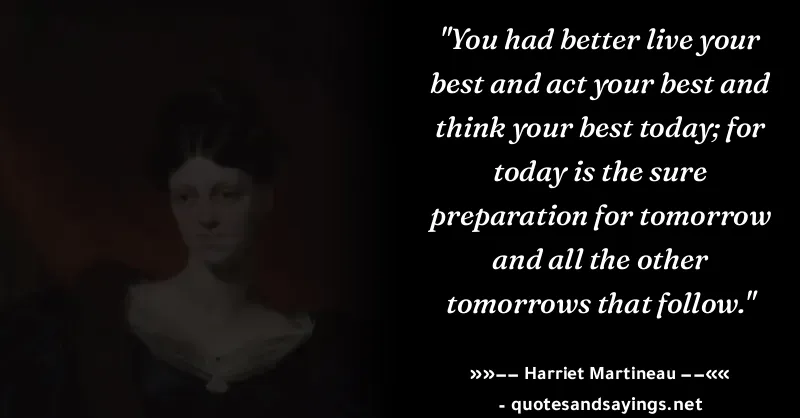 "You had better live your
best and act your best and
think your best today; for
today is the sure
preparation for tomorrow
and all the other
tomorrows that follow."
»»-- Harriet Martineau --««
- quotesandsayings.net